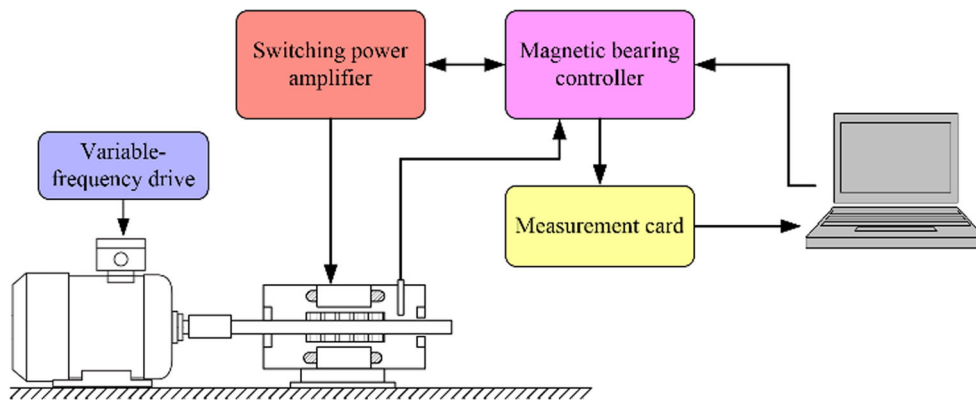 Switching power
amplifier
Magnetic bearing
controller
Variable-
frequency drive
Measurement card